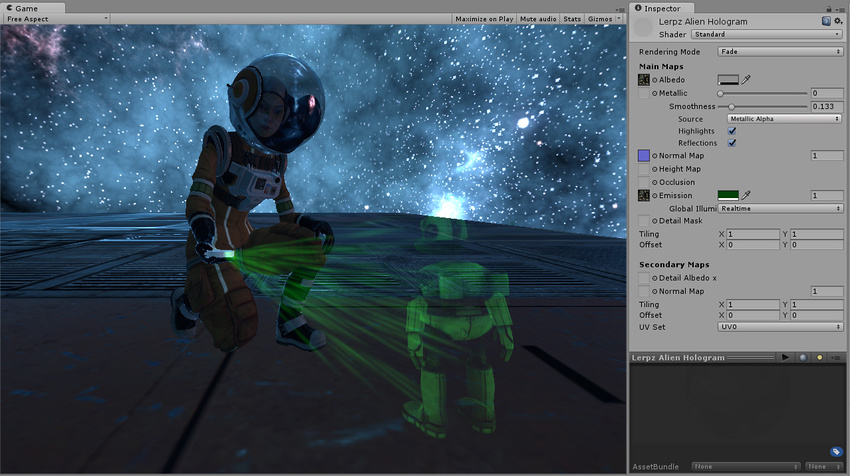 Game
Free Aspect
Maximize on Play
Mute audio
Stats
Gizmos
Inspector
Lerpz Alien Hologram
Shader
Standard
Rendering Mode
Fade
Main Maps
Albedo
Metallic
0
Smoothness
0.133
Source
Metallic Alpha
Highlights
Reflections
Normal Map
1
Height Map
Occlusion
Emission
1
Global Illumi
Realtime
Detail Mask
Tiling
X 1
Y 1
Offset
X 0
Y 0
Secondary Maps
Detail Albedo x
Normal Map
1
Tiling
X 1
Y 1
Offset
X 0
Y 0
UV Set
UV0
Lerpz Alien Hologram
AssetBundle
None
None